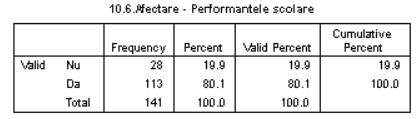 10.6.Afectare - Performantele scolare
Frequency Percent Valid Percent Cumulative Percent
Valid Nu 28 19.9 19.9 19.9
Da 113 80.1 80.1 100.0
Total 141 100.0 100.0